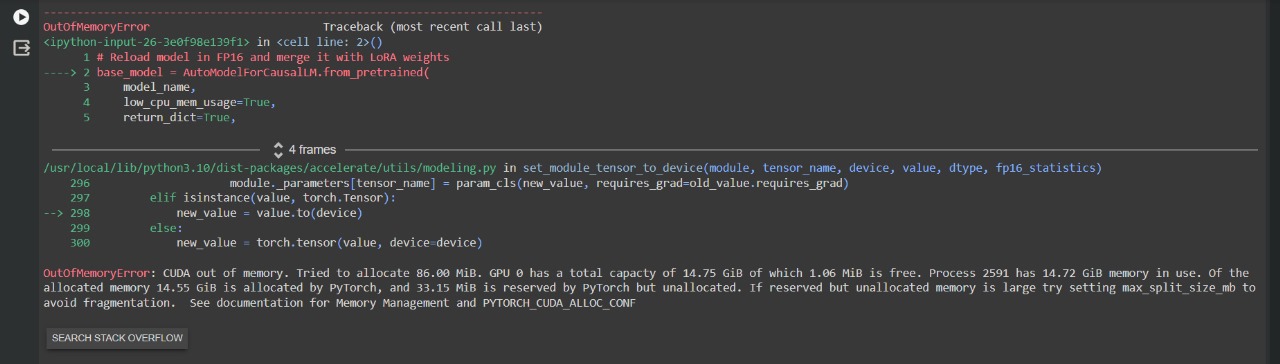 ---------------------------------------------------------------------------
OutOfMemoryError                          Traceback (most recent call last)
<ipython-input-26-3e0f98e139f1> in <cell line: 2>()
      1 # Reload model in FP16 and merge it with LoRA weights
----> 2 base_model = AutoModelForCausalLM.from_pretrained(
      3     model_name,
      4     low_cpu_mem_usage=True,
      5     return_dict=True,
4 frames
/usr/local/lib/python3.10/dist-packages/accelerate/utils/modeling.py in set_module_tensor_to_device(module, tensor_name, device, value, dtype, fp16_statistics)
    296                     module._parameters[tensor_name] = param_cls(new_value, requires_grad=old_value.requires_grad)
    297         elif isinstance(value, torch.Tensor):
--> 298             new_value = value.to(device)
    299         else:
    300             new_value = torch.tensor(value, device=device)
OutOfMemoryError: CUDA out of memory. Tried to allocate 86.00 MiB. GPU 0 has a total capacty of 14.75 GiB of which 1.06 MiB is free. Process 2591 has 14.72 GiB memory in use. Of the
allocated memory 14.55 GiB is allocated by PyTorch, and 33.15 MiB is reserved by PyTorch but unallocated. If reserved but unallocated memory is large try setting max_split_size_mb to
avoid fragmentation.  See documentation for Memory Management and PYTORCH_CUDA_ALLOC_CONF
SEARCH STACK OVERFLOW